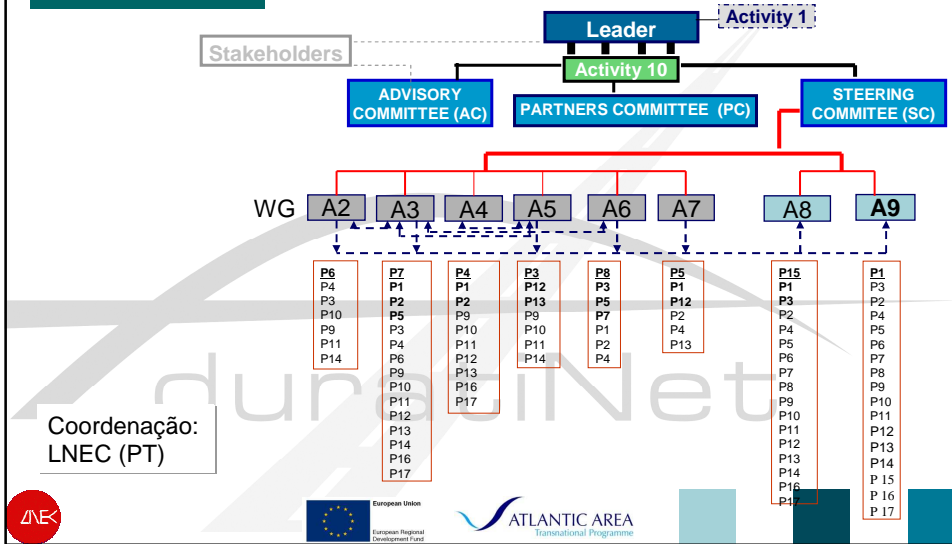 Activity 1
Leader
Stakeholders
Activity 10
ADVISORY
COMMITTEE (AC)
PARTNERS COMMITTEE (PC)
STEERING
COMMITEE (SC)
WG
A2
A3
A4
A5
A6
A7
A8
A9
P6
P4
P3
P10
P9
P11
P14
P7
P1
P2
P5
P3
P4
P6
P9
P10
P11
P12
P13
P14
P16
P17
P4
P1
P2
P9
P10
P11
P12
P13
P16
P17
P3
P12
P13
P9
P10
P11
P14
P8
P3
P5
P7
P1
P2
P4
P5
P1
P12
P2
P4
P13
P15
P1
P3
P2
P4
P5
P6
P7
P8
P9
P10
P11
P12
P13
P14
P16
P17
P1
P3
P2
P4
P5
P6
P7
P8
P9
P10
P11
P12
P13
P14
P 15
P 16
P 17
duratiNet
Coordenação:
LNEC (PT)
LNEC
European Union
European Regional
Development Fund
ATLANTIC AREA
Transnational Programme